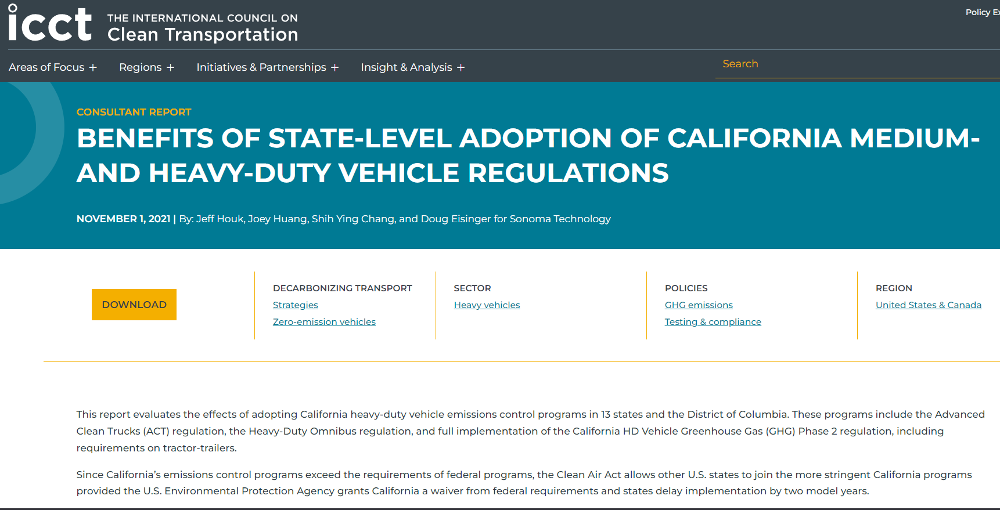 icct THE INTERNATIONAL COUNCIL ON
Clean Transportation
Policy Ex
Areas of Focus + Regions + Initiatives & Partnerships + Insight & Analysis + Search
CONSULTANT REPORT
BENEFITS OF STATE-LEVEL ADOPTION OF CALIFORNIA MEDIUM-
AND HEAVY-DUTY VEHICLE REGULATIONS
NOVEMBER 1, 2021 | By: Jeff Houk, Joey Huang, Shih Ying Chang, and Doug Eisinger for Sonoma Technology
DOWNLOAD
DECARBONIZING TRANSPORT
Strategies
Zero-emission vehicles
SECTOR
Heavy vehicles
POLICIES
GHG emissions
Testing & compliance
REGION
United States & Canada
This report evaluates the effects of adopting California heavy-duty vehicle emissions control programs in 13 states and the District of Columbia. These programs include the Advanced
Clean Trucks (ACT) regulation, the Heavy-Duty Omnibus regulation, and full implementation of the California HD Vehicle Greenhouse Gas (GHG) Phase 2 regulation, including
requirements on tractor-trailers.
Since California’s emissions control programs exceed the requirements of federal programs, the Clean Air Act allows other U.S. states to join the more stringent California programs
provided the U.S. Environmental Protection Agency grants California a waiver from federal requirements and states delay implementation by two model years.